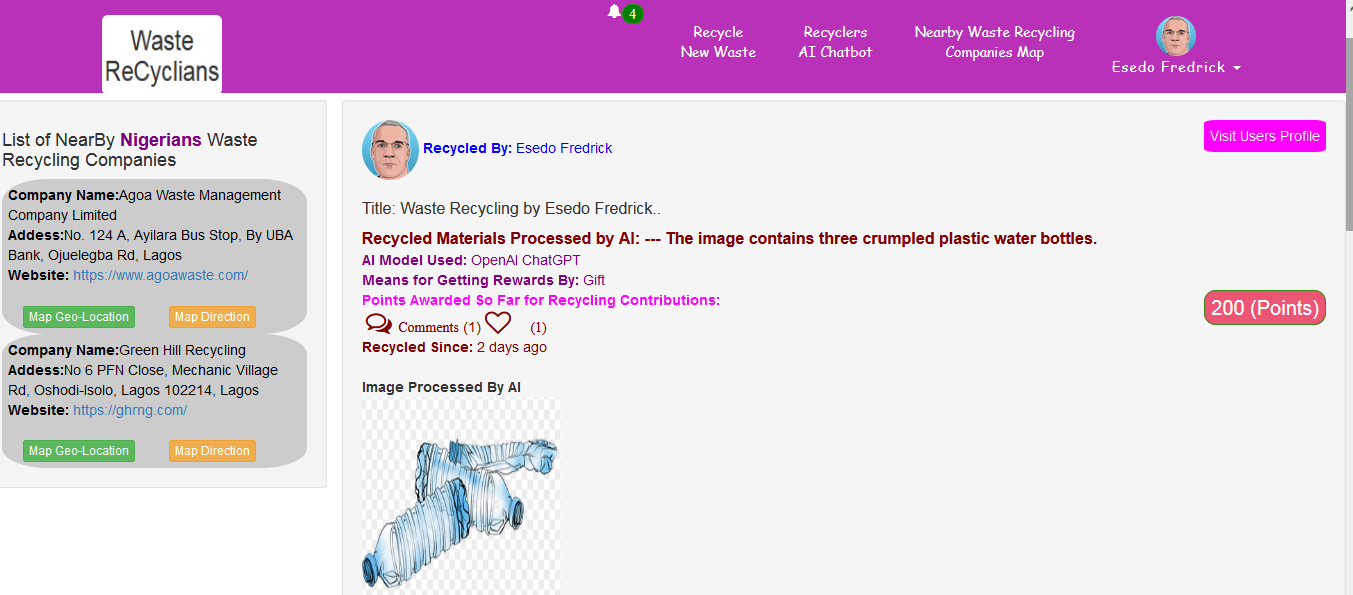 Waste
ReCyclians
4
Recycle
New Waste
Recyclers
AI Chatbot
Nearby Waste Recycling
Companies Map
Esedo Fredrick
List of NearBy Nigerians Waste
Recycling Companies
Company Name:Agoa Waste Management
Company Limited
Addess:No. 124 A, Ayilara Bus Stop, By UBA
Bank, Ojuelegba Rd, Lagos
Website: https://www.agoawaste.com/
Map Geo-Location
Map Direction
Company Name:Green Hill Recycling
Addess:No 6 PFN Close, Mechanic Village
Rd, Oshodi-Isolo, Lagos 102214, Lagos
Website: https://ghrng.com/
Map Geo-Location
Map Direction
Recycled By: Esedo Fredrick
Visit Users Profile
Title: Waste Recycling by Esedo Fredrick..
Recycled Materials Processed by AI: --- The image contains three crumpled plastic water bottles.
AI Model Used: OpenAI ChatGPT
Means for Getting Rewards By: Gift
Points Awarded So Far for Recycling Contributions:
200 (Points)
Comments (1) (1)
Recycled Since: 2 days ago
Image Processed By AI